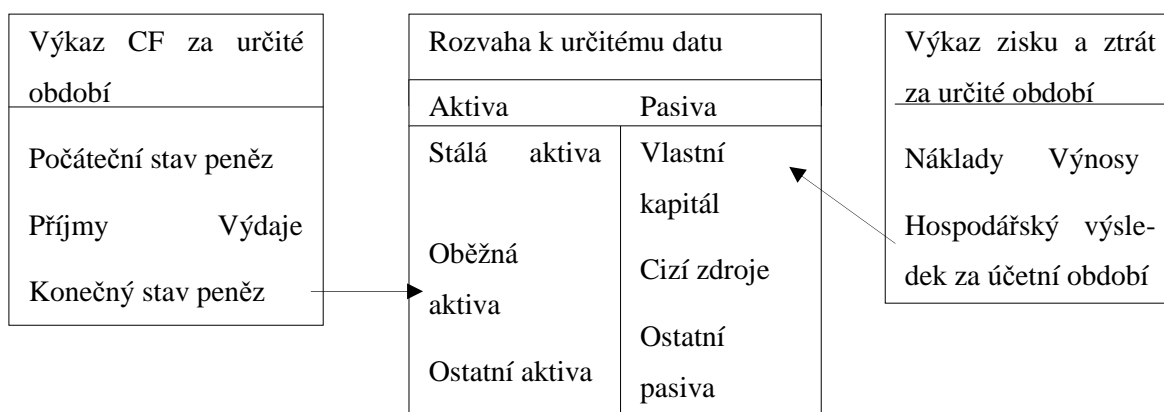 Výkaz CF za určité
období
Počáteční stav peněz
Příjmy Výdaje
Konečný stav peněz
Rozvaha k určitému datu
Aktiva Pasiva
Stálá aktiva
Oběžná
aktiva
Ostatní aktiva
Vlastní
kapitál
Cizí zdroje
Ostatní
pasiva
Výkaz zisku a ztrát
za určité období
Náklady Výnosy
Hospodářský výsle-
dek za účetní období